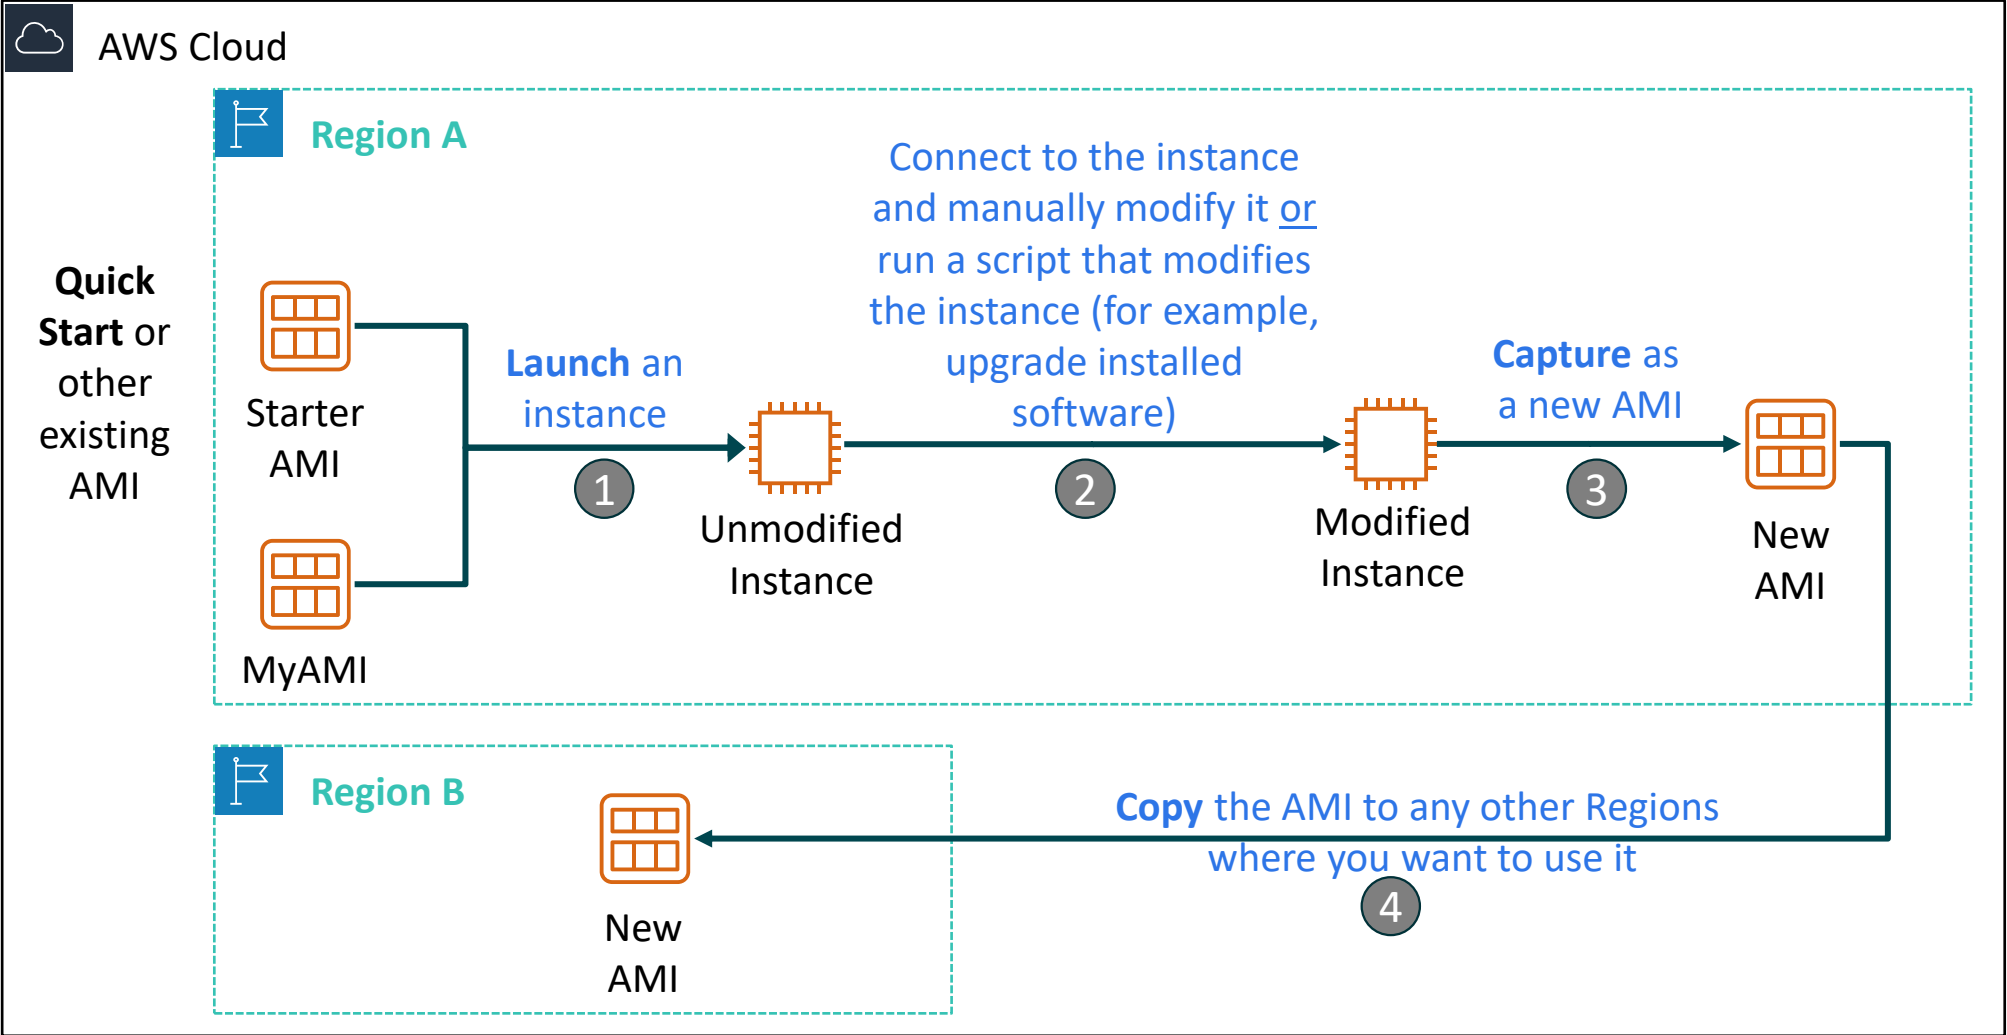 AWS Cloud
Region A
Quick
Start or
other
existing
AMI
Starter
AMI
MyAMI
Launch an
instance
1
Unmodified
Instance
Connect to the instance
and manually modify it or
run a script that modifies
the instance (for example,
upgrade installed
software)
2
Modified
Instance
Capture as
a new AMI
3
New
AMI
Region B
New
AMI
Copy the AMI to any other Regions
where you want to use it
4